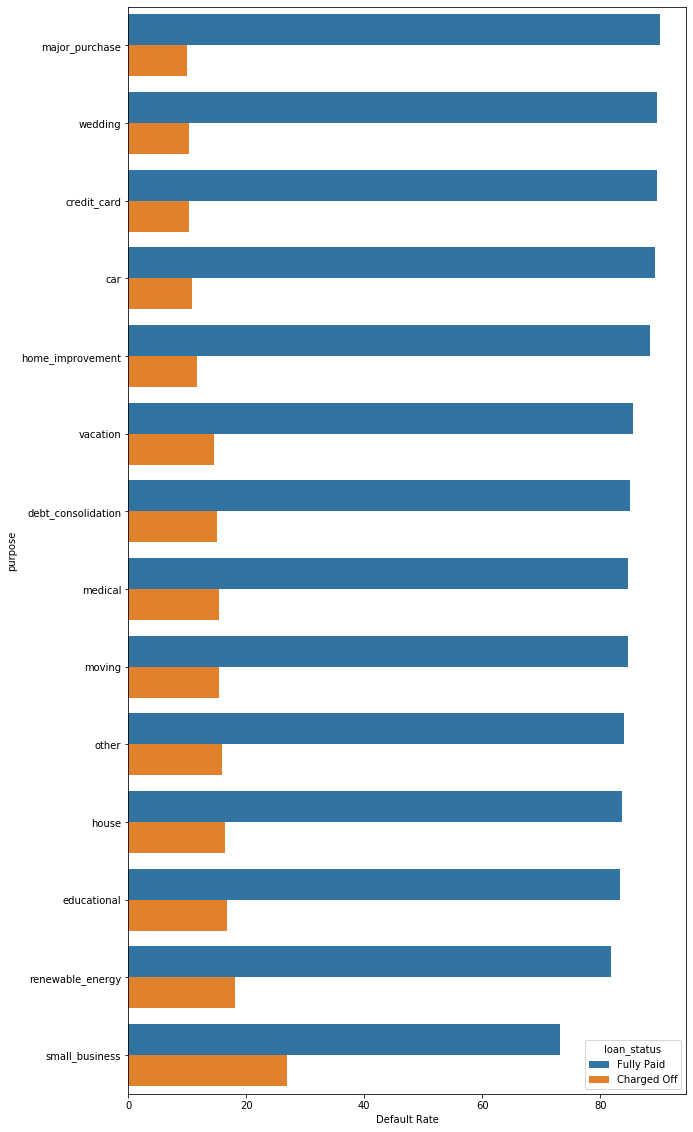 major_purchase
wedding
credit_card
car
home_improvement
vacation
debt_consolidation
medical
moving
other
house
educational
renewable_energy
small_business
purpose
0 20 40 60 80
Default Rate
loan_status
Fully Paid
Charged Off